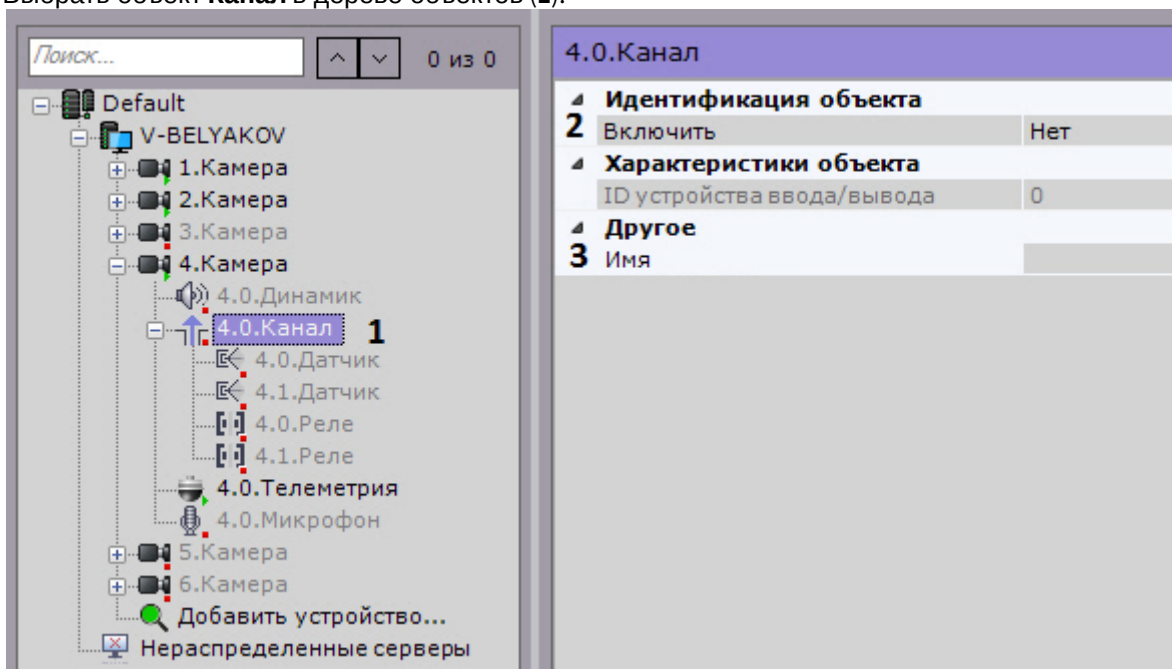 Выбрать объект Канал в дереве объектов (1).
Поиск...
0 из 0
Default
V-BELYAKOV
1.Камера
2.Камера
3.Камера
4.Камера
4.0.Динамик
4.0.Канал 1
4.0.Датчик
4.1.Датчик
4.0.Реле
4.1.Реле
4.0.Телеметрия
4.0.Микрофон
5.Камера
6.Камера
Добавить устройство...
Нераспределенные серверы
4.0.Канал
Идентификация объекта
2 Включить Нет
Характеристики объекта
ID устройства ввода/вывода 0
Другое
3 Имя